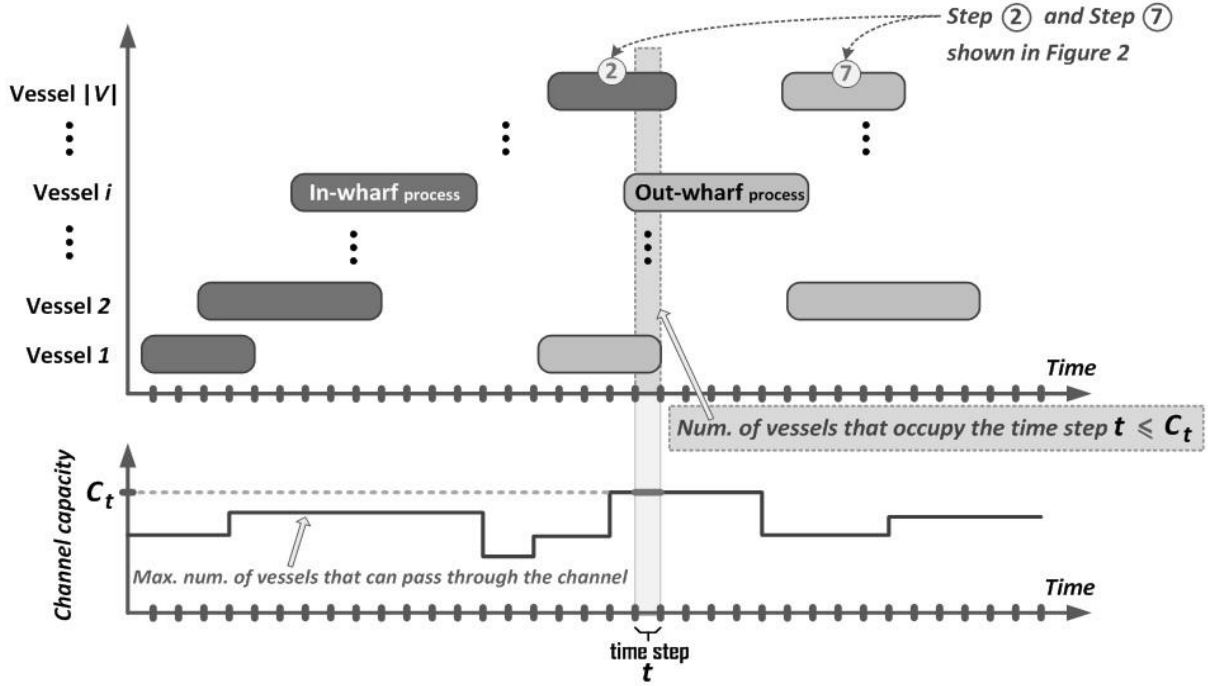 Step ② and Step ⑦
shown in Figure 2
2
7
Vessel |V|
Vessel i
In-wharf process
Out-wharf process
Vessel 2
Vessel 1
Time
Num. of vessels that occupy the time step t ⩽ Ct
Channel capacity
Ct
Max. num. of vessels that can pass through the channel
Time
time step
t